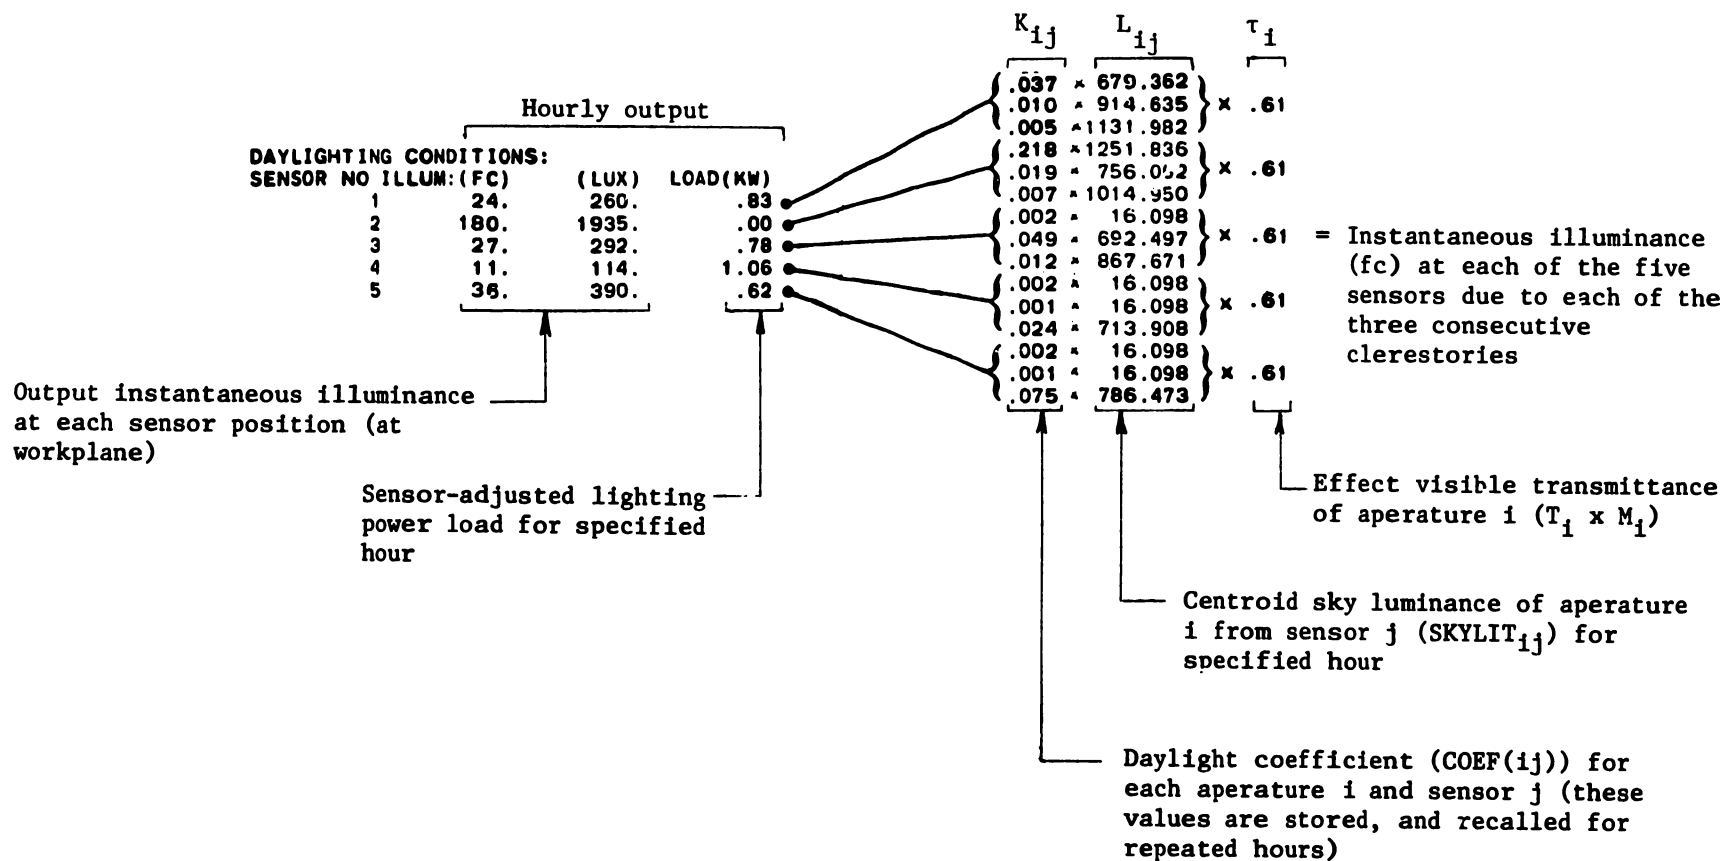 K_ij L_ij τ_i
Hourly output
DAYLIGHTING CONDITIONS:
SENSOR NO ILLUM:(FC) (LUX) LOAD(KW)
1 24. 260. .83
2 180. 1935. .00
3 27. 292. .78
4 11. 114. 1.06
5 36. 390. .62
.037 × 679.362
.010 × 914.635 × .61
.005 × 1131.982
.218 × 1251.836
.019 × × .61
.007 ×
.002 × 16.098
.049 × 692.497 × .61
.012 × 867.671
.002 × 16.098
.001 × 16.098 × .61
.024 × 713.908
.002 × 16.098
.001 × 16.098 × .61
.075 × 786.473
= Instantaneous illuminance
(fc) at each of the five
sensors due to each of the
three consecutive
clerestories
Output instantaneous illuminance
at each sensor position (at
workplane)
Sensor-adjusted lighting
power load for specified
hour
Effect visible transmittance
of aperature i (T_i x M_i)
Centroid sky luminance of aperature
i from sensor j (SKYLIT_ij) for
specified hour
Daylight coefficient (COEF(ij)) for
each aperature i and sensor j (these
values are stored, and recalled for
repeated hours)